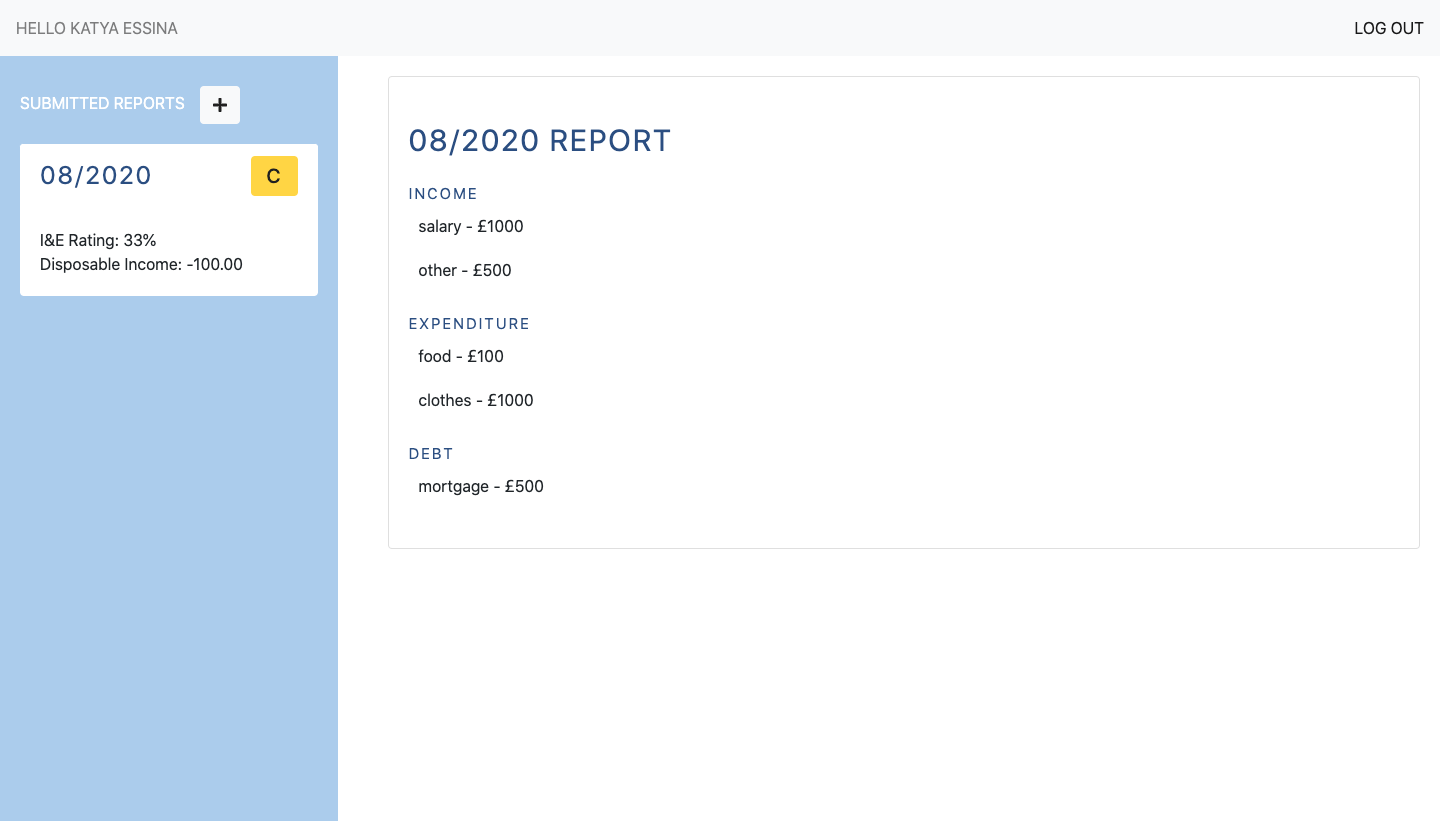 HELLO KATYA ESSINA
LOG OUT
SUBMITTED REPORTS +
08/2020
C
I&E Rating: 33%
Disposable Income: -100.00
08/2020 REPORT
INCOME
salary - £1000
other - £500
EXPENDITURE
food - £100
clothes - £1000
DEBT
mortgage - £500